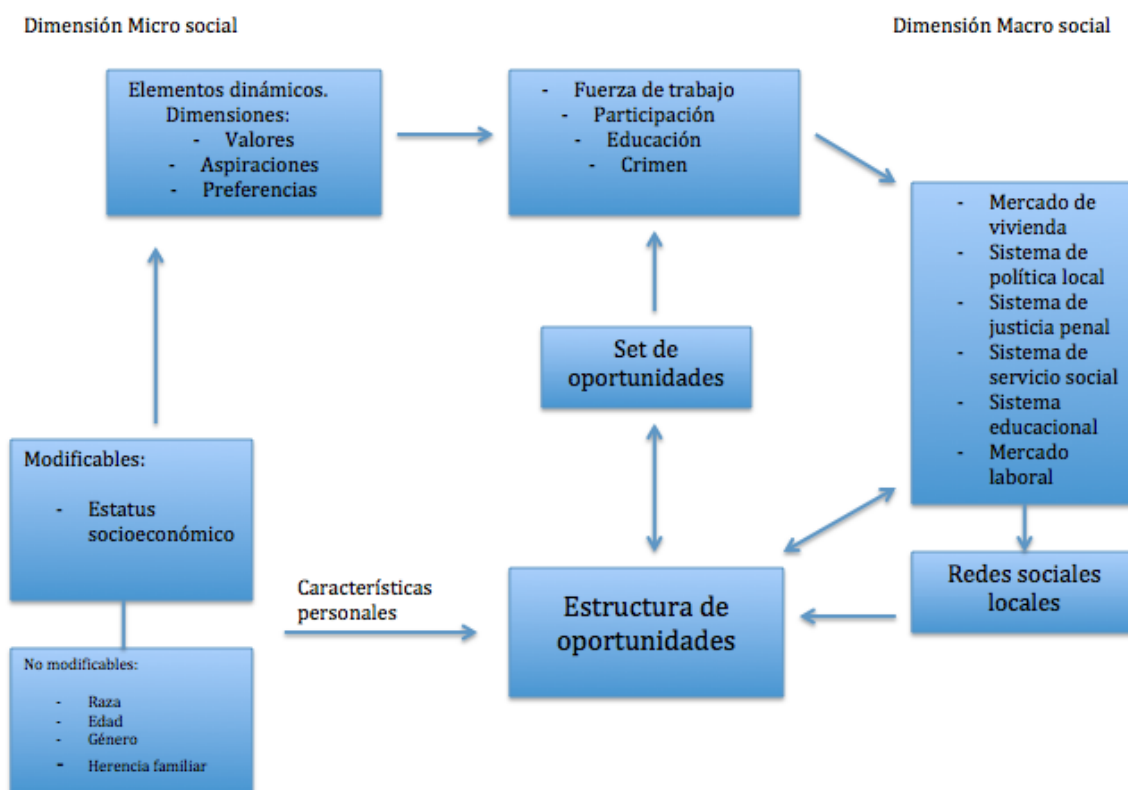 Dimensión Micro social
Dimensión Macro social
Elementos dinámicos.
Dimensiones:
- Valores
- Aspiraciones
- Preferencias
- Fuerza de trabajo
- Participación
- Educación
- Crimen
- Mercado de
vivienda
- Sistema de
política local
- Sistema de
justicia penal
- Sistema de
servicio social
- Sistema
educacional
- Mercado
laboral
Set de
oportunidades
Modificables:
- Estatus
socioeconómico
Características
personales
Estructura de
oportunidades
Redes sociales
locales
No modificables:
- Raza
- Edad
- Género
- Herencia familiar